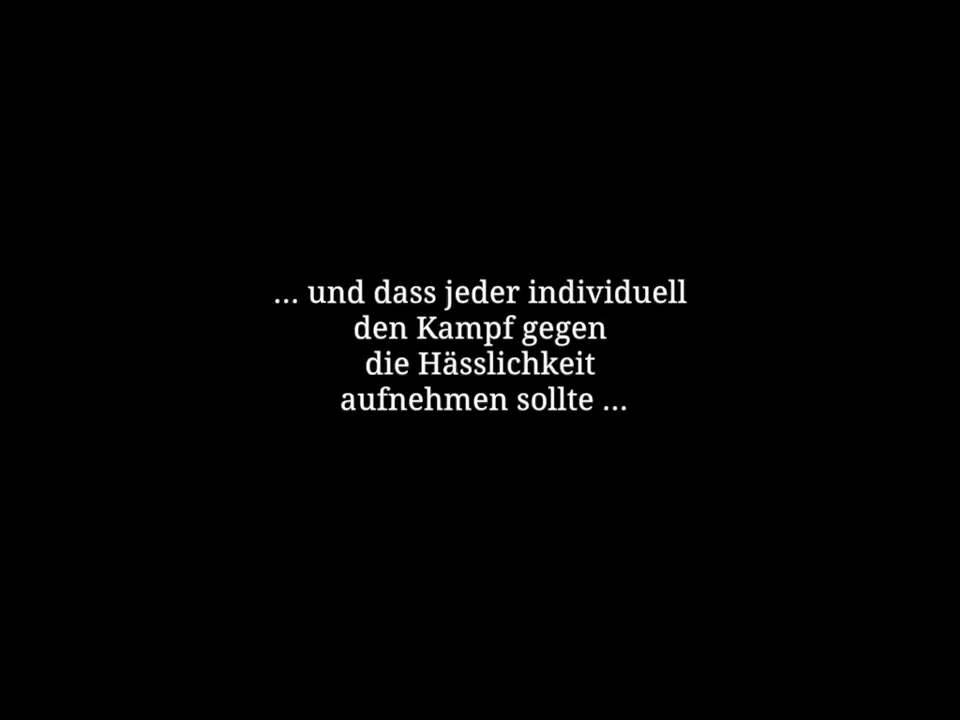 ... und dass jeder individuell
den Kampf gegen
die Hässlichkeit
aufnehmen sollte ...